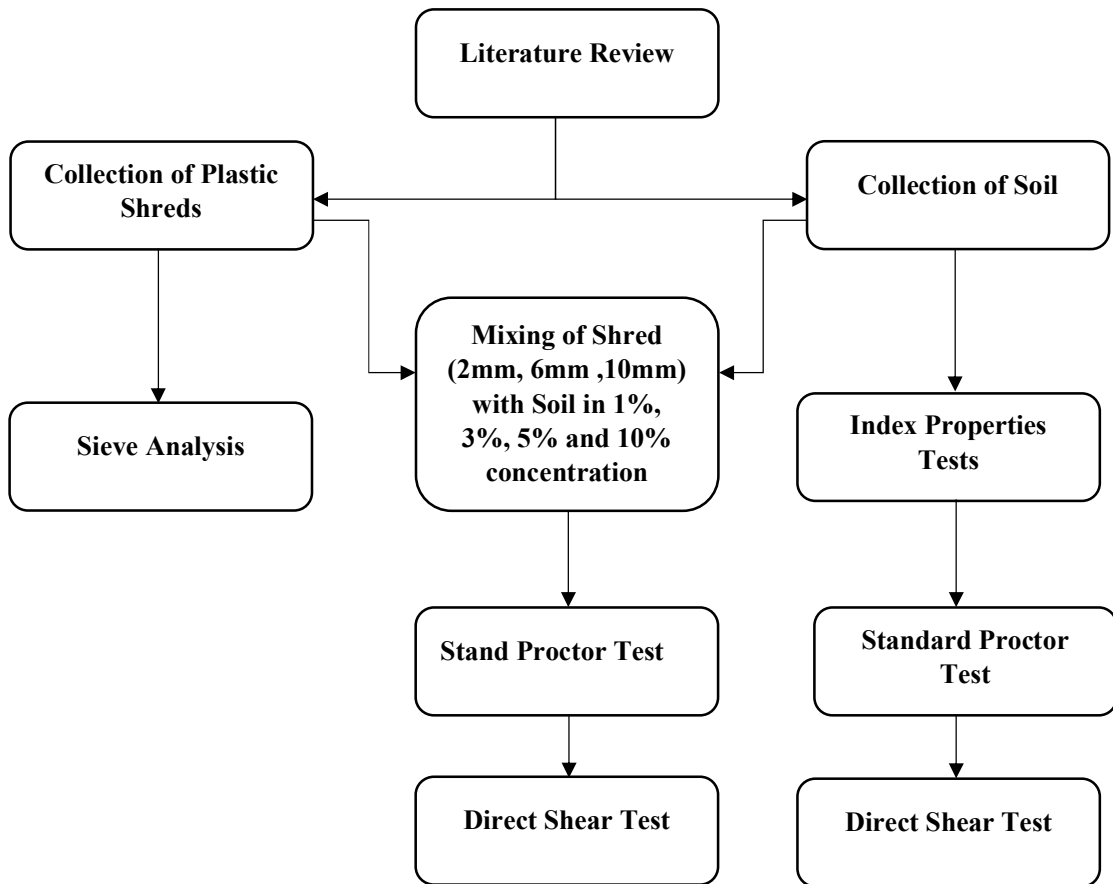 Literature Review
Collection of Plastic
Shreds
Collection of Soil
Mixing of Shred
(2mm, 6mm ,10mm)
with Soil in 1%,
3%, 5% and 10%
concentration
Sieve Analysis
Index Properties
Tests
Stand Proctor Test
Standard Proctor
Test
Direct Shear Test
Direct Shear Test